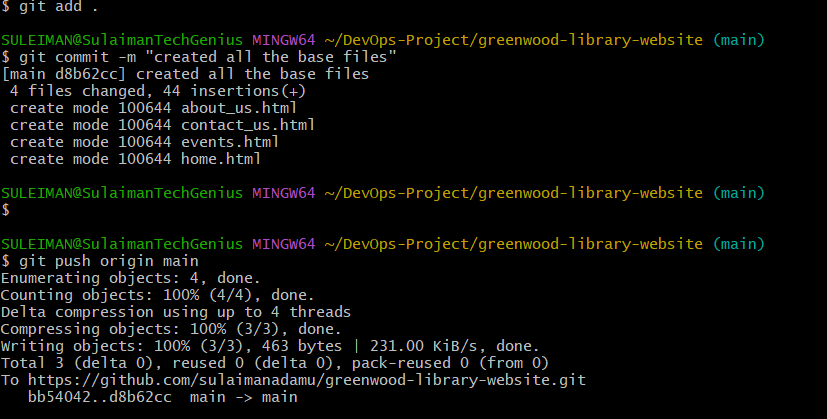 $ git add .
SULEIMAN@SulaimanTechGenius MINGW64 ~/DevOps-Project/greenwood-library-website (main)
$ git commit -m "created all the base files"
[main d8b62cc] created all the base files
 4 files changed, 44 insertions(+)
 create mode 100644 about_us.html
 create mode 100644 contact_us.html
 create mode 100644 events.html
 create mode 100644 home.html
SULEIMAN@SulaimanTechGenius MINGW64 ~/DevOps-Project/greenwood-library-website (main)
$
SULEIMAN@SulaimanTechGenius MINGW64 ~/DevOps-Project/greenwood-library-website (main)
$ git push origin main
Enumerating objects: 4, done.
Counting objects: 100% (4/4), done.
Delta compression using up to 4 threads
Compressing objects: 100% (3/3), done.
Writing objects: 100% (3/3), 463 bytes | 231.00 KiB/s, done.
Total 3 (delta 0), reused 0 (delta 0), pack-reused 0 (from 0)
To https://github.com/sulaimanadamu/greenwood-library-website.git
   bb54042..d8b62cc  main -> main